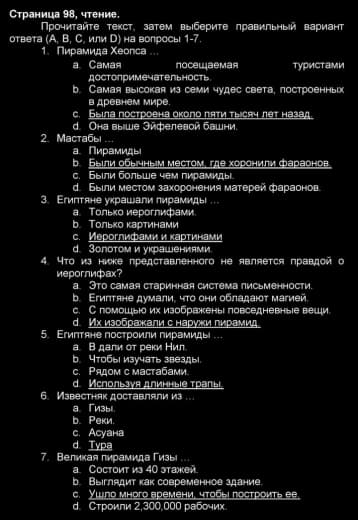 Страница 98, чтение.
Прочитайте текст, затем выберите правильный вариант
ответа (A, B, C, или D) на вопросы 1-7.
1. Пирамида Хеопса …
a. Самая посещаемая туристами
достопримечательность.
b. Самая высокая из семи чудес света, построенных
в древнем мире.
c. Была построена около пяти тысяч лет назад.
d. Она выше Эйфелевой башни.
2. Мастабы …
a. Пирамиды
b. Были обычным местом, где хоронили фараонов.
c. Были больше чем пирамиды.
d. Были местом захоронения матерей фараонов.
3. Египтяне украшали пирамиды …
a. Только иероглифами.
b. Только картинами
c. Иероглифами и картинами
d. Золотом и украшениями.
4. Что из ниже представленного не является правдой о
иероглифах?
a. Это самая старинная система письменности.
b. Египтяне думали, что они обладают магией.
c. С помощью их изображены повседневные вещи.
d. Их изображали с наружи пирамид.
5. Египтяне построили пирамиды …
a. В дали от реки Нил.
b. Чтобы изучать звезды.
c. Рядом с мастабами.
d. Используя длинные трапы.
6. Известняк доставляли из …
a. Гизы.
b. Реки.
c. Асуана
d. Тура
7. Великая пирамида Гизы …
a. Состоит из 40 этажей.
b. Выглядит как современное здание.
c. Ушло много времени, чтобы построить ее.
d. Строили 2,300,000 рабочих.